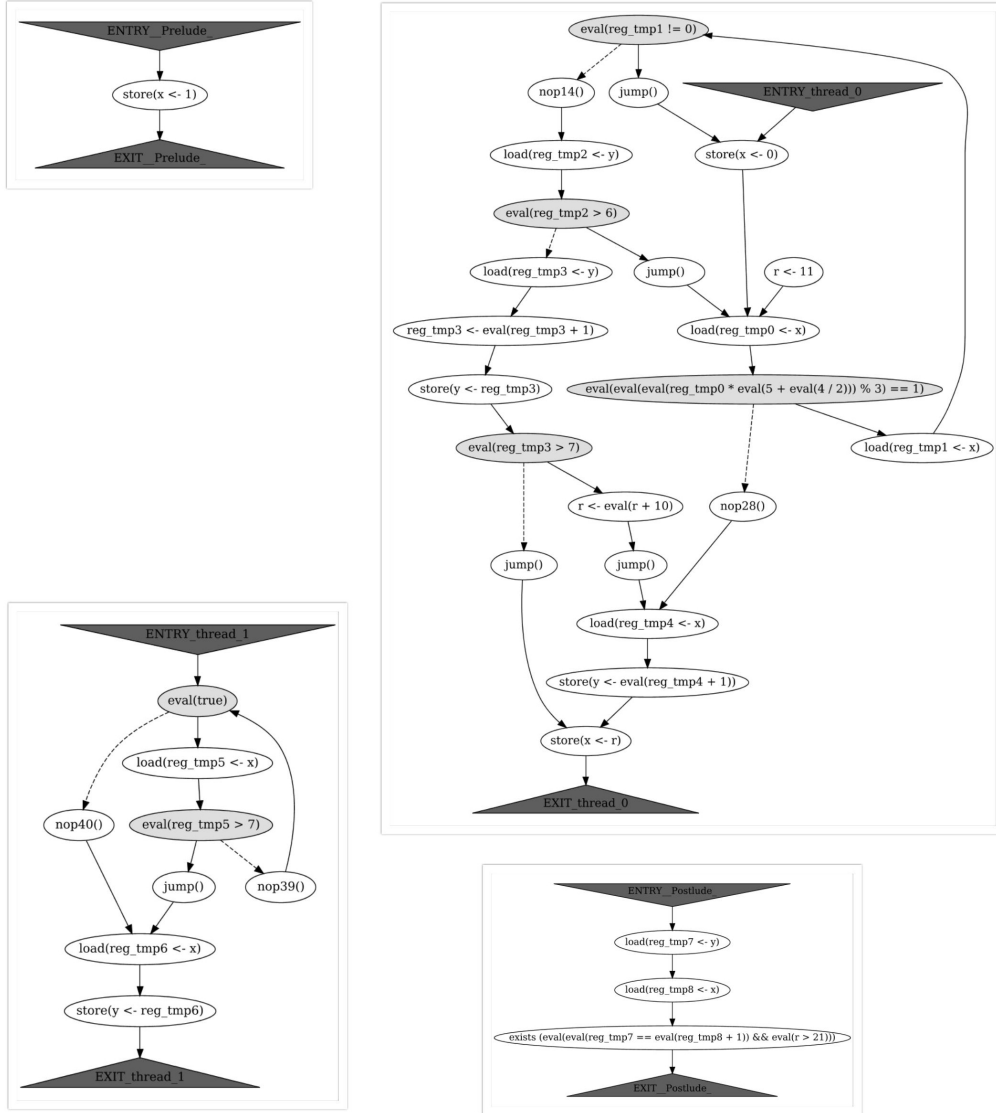 ENTRY__Prelude_
store(x <- 1)
EXIT__Prelude_
eval(reg_tmp1 != 0)
nop14()
jump()
ENTRY_thread_0
load(reg_tmp2 <- y)
store(x <- 0)
eval(reg_tmp2 > 6)
load(reg_tmp3 <- y)
jump()
r <- 11
reg_tmp3 <- eval(reg_tmp3 + 1)
load(reg_tmp0 <- x)
store(y <- reg_tmp3)
eval(eval(eval(reg_tmp0 * eval(5 + eval(4 / 2))) % 3) == 1)
eval(reg_tmp3 > 7)
load(reg_tmp1 <- x)
r <- eval(r + 10)
nop28()
jump()
jump()
load(reg_tmp4 <- x)
store(y <- eval(reg_tmp4 + 1))
store(x <- r)
EXIT_thread_0
ENTRY_thread_1
eval(true)
load(reg_tmp5 <- x)
nop40()
eval(reg_tmp5 > 7)
jump()
nop39()
load(reg_tmp6 <- x)
store(y <- reg_tmp6)
EXIT_thread_1
ENTRY__Postlude_
load(reg_tmp7 <- y)
load(reg_tmp8 <- x)
exists (eval(eval(reg_tmp7 == eval(reg_tmp8 + 1)) && eval(r > 21)))
EXIT__Postlude_